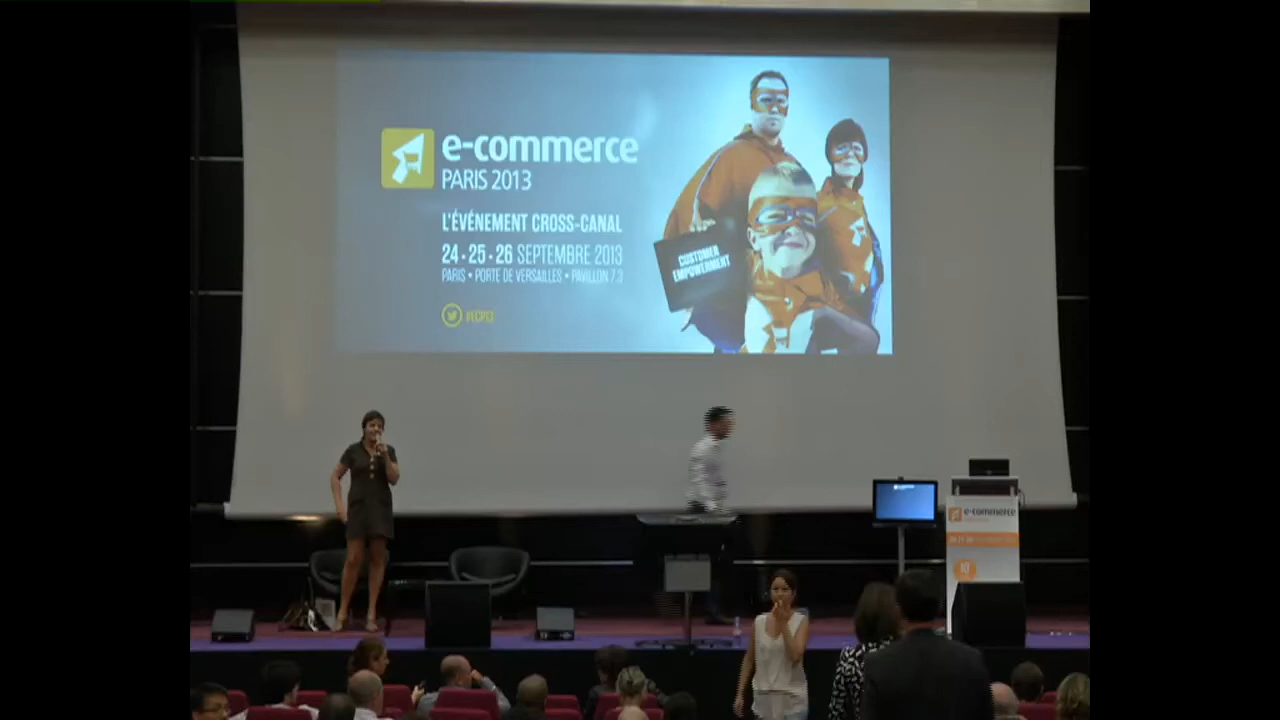 e-commerce
PARIS 2013
L'ÉVÉNEMENT CROSS-CANAL
24 • 25 • 26 SEPTEMBRE 2013
PARIS • PORTE DE VERSAILLES • PAVILLON 7.3
#ECP13
CUSTOMER
EMPOWERMENT
e-commerce